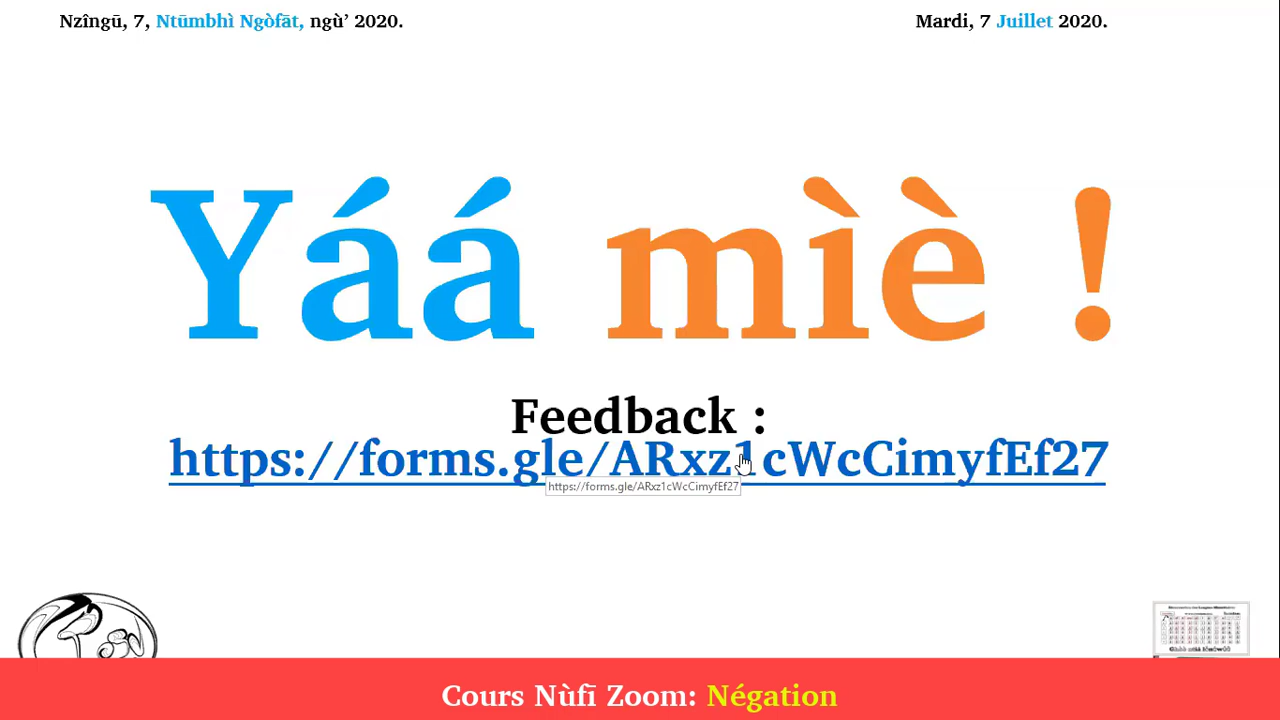 Nzîngū, 7, Ntūmbhì Ngòfāt, ngù’ 2020.
Mardi, 7 Juillet 2020.
Yáá mìè !
Feedback :
https://forms.gle/ARxz1cWcCimyfEf27
https://forms.gle/ARxz1cWcCimyfEf27
Cours Nùfī Zoom: Négation